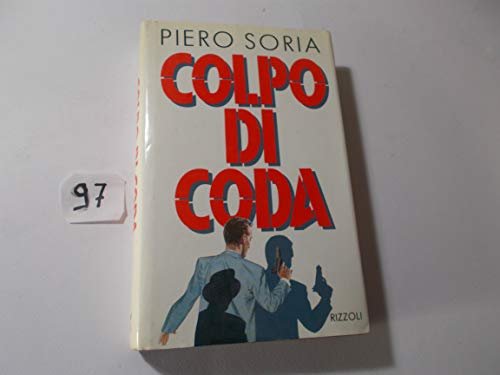 PIERO SORIA
COLPO
DI
CODA
RIZZOLI
97